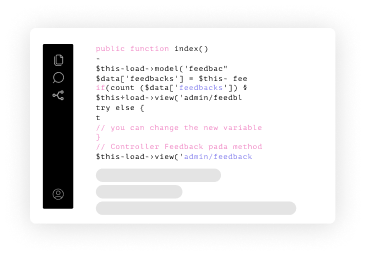 public function index()
$this-load->model('feedbac"
$data['feedbacks'] = $this- fee
if(count ($data['feedbacks'])
$this+load->view('admin/feedbl
try else {
t
// you can change the new variable
}
// Controller Feedback pada method
$this-load->view('admin/feedback